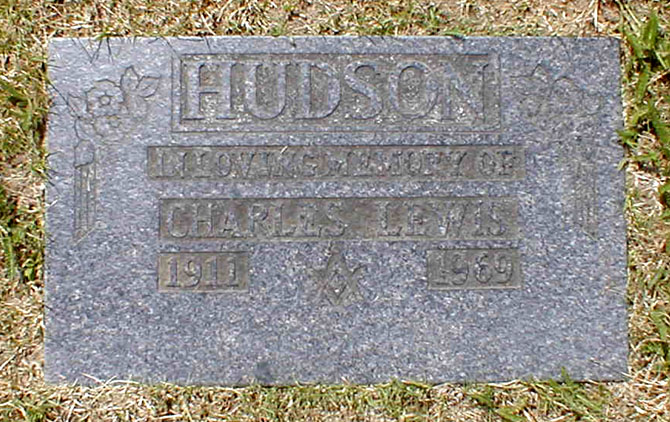 HUDSON
IN LOVING MEMORY OF
CHARLES LEWIS
1911 1969